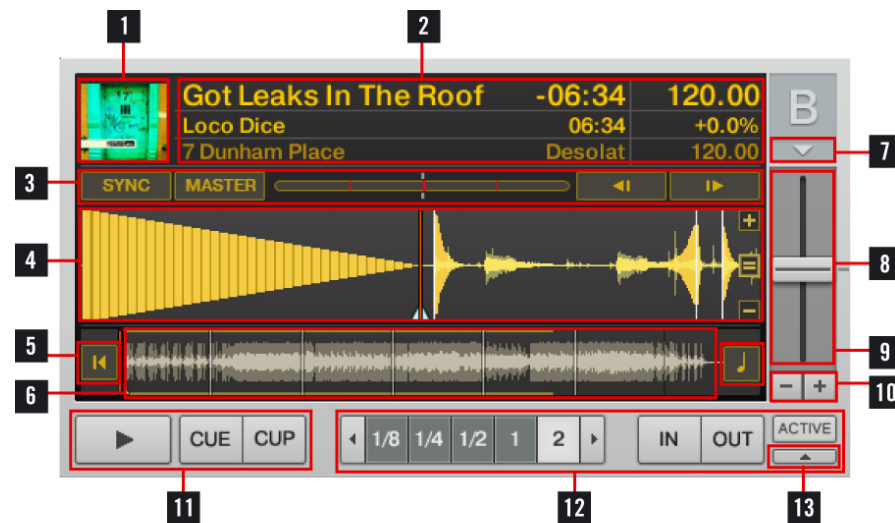 1
2
Got Leaks In The Roof -06:34 120.00
B
Loco Dice 06:34 +0.0%
7 Dunham Place Desolat 120.00
7
3
SYNC MASTER
4
8
5
9
6
10
- +
CUE CUP 1/8 1/4 1/2 1 2 IN OUT ACTIVE
11
12
13